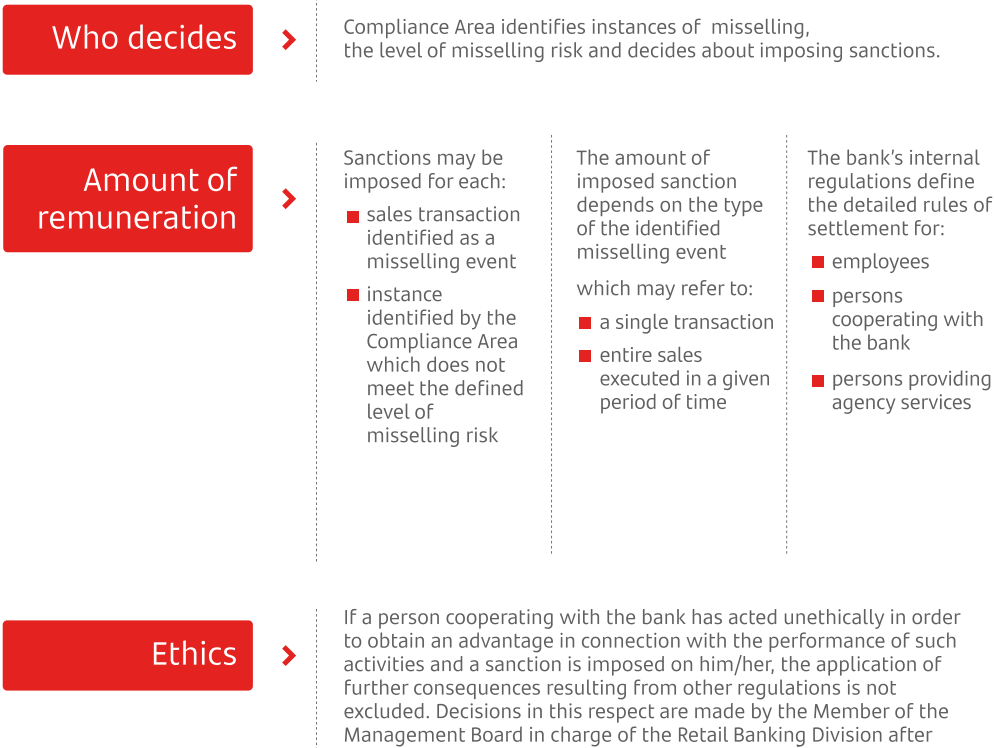 Who decides
Compliance Area identifies instances of misselling,
the level of misselling risk and decides about imposing sanctions.
Amount of
remuneration
Sanctions may be
imposed for each:
sales transaction
identified as a
misselling event
instance
identified by the
Compliance Area
which does not
meet the defined
level of
misselling risk
The amount of
imposed sanction
depends on the type
of the identified
misselling event
which may refer to:
a single transaction
entire sales
executed in a given
period of time
The bank's internal
regulations define
the detailed rules of
settlement for:
employees
persons
cooperating with
the bank
persons providing
agency services
Ethics
If a person cooperating with the bank has acted unethically in order
to obtain an advantage in connection with the performance of such
activities and a sanction is imposed on him/her, the application of
further consequences resulting from other regulations is not
excluded. Decisions in this respect are made by the Member of the
Management Board in charge of the Retail Banking Division after